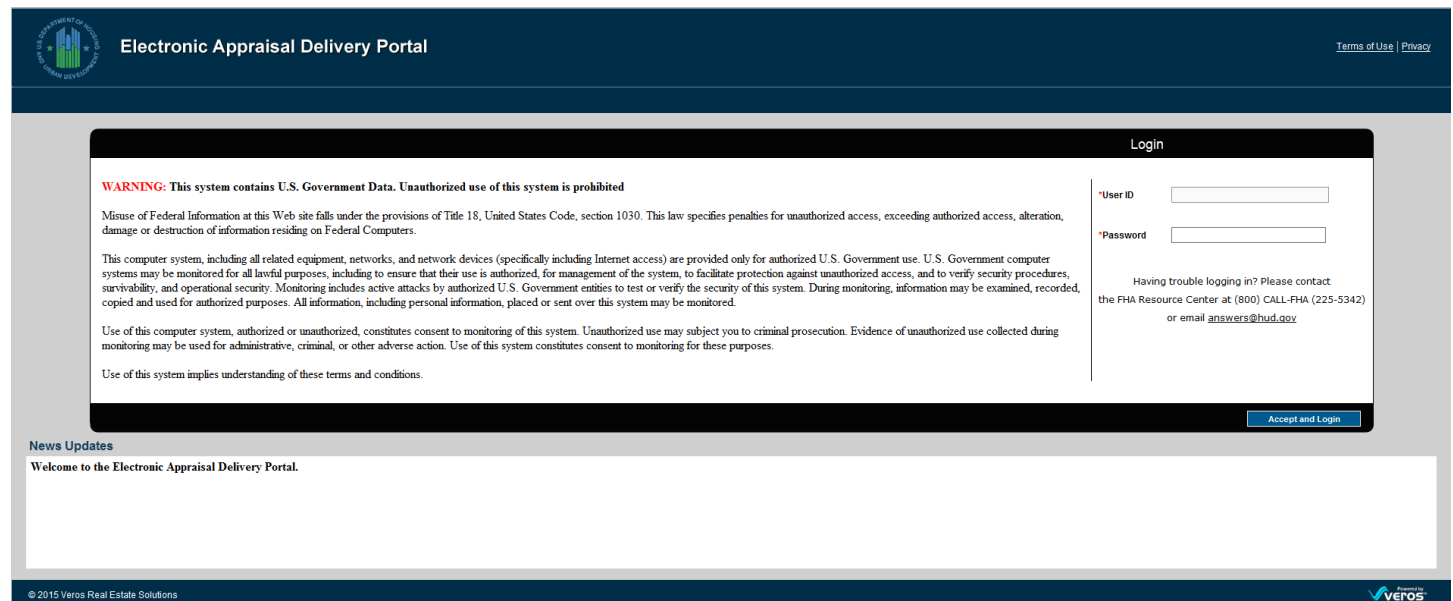 U.S. DEPARTMENT OF HOUSING
AND URBAN DEVELOPMENT
Electronic Appraisal Delivery Portal
Terms of Use | Privacy
Login
WARNING: This system contains U.S. Government Data. Unauthorized use of this system is prohibited
Misuse of Federal Information at this Web site falls under the provisions of Title 18, United States Code, section 1030. This law specifies penalties for unauthorized access, exceeding authorized access, alteration,
damage or destruction of information residing on Federal Computers.
This computer system, including all related equipment, networks, and network devices (specifically including Internet access) are provided only for authorized U.S. Government use. U.S. Government computer
systems may be monitored for all lawful purposes, including to ensure that their use is authorized, for management of the system, to facilitate protection against unauthorized access, and to verify security procedures,
survivability, and operational security. Monitoring includes active attacks by authorized U.S. Government entities to test or verify the security of this system. During monitoring, information may be examined, recorded,
copied and used for authorized purposes. All information, including personal information, placed or sent over this system may be monitored.
Use of this computer system, authorized or unauthorized, constitutes consent to monitoring of this system. Unauthorized use may subject you to criminal prosecution. Evidence of unauthorized use collected during
monitoring may be used for administrative, criminal, or other adverse action. Use of this system constitutes consent to monitoring for these purposes.
Use of this system implies understanding of these terms and conditions.
*User ID
*Password
Having trouble logging in? Please contact
the FHA Resource Center at (800) CALL-FHA (225-5342)
or email answers@hud.gov
Accept and Login
News Updates
Welcome to the Electronic Appraisal Delivery Portal.
© 2015 Veros Real Estate Solutions
Powered by
veros